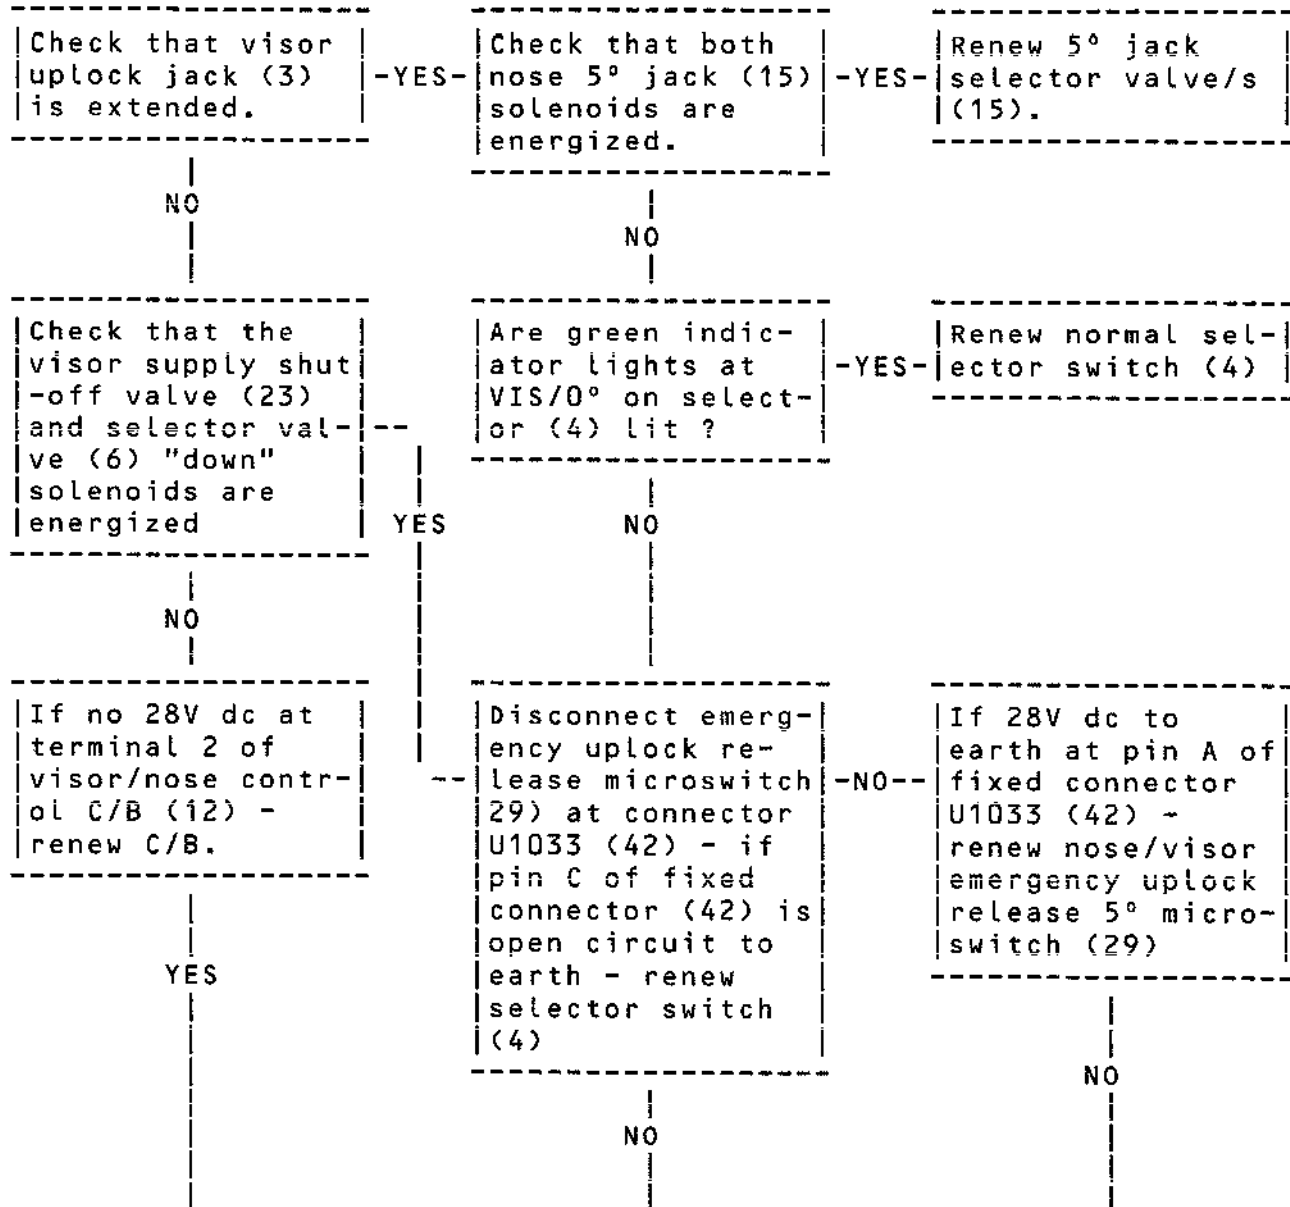 Check that visor
uplock jack (3)
is extended.
-YES-
Check that both
nose 5º jack (15)
solenoids are
energized.
-YES-
Renew 5º jack
selector valve/s
(15).
NO
NO
Check that the
visor supply shut
-off valve (23)
and selector val-
ve (6) "down"
solenoids are
energized
YES
Are green indic-
ator lights at
VIS/0º on select-
or (4) lit ?
-YES-
Renew normal sel-
ector switch (4)
NO
NO
If no 28V dc at
terminal 2 of
visor/nose contr-
ol C/B (12) -
renew C/B.
Disconnect emerg-
ency uplock re-
lease microswitch
29) at connector
U1033 (42) - if
pin C of fixed
connector (42) is
open circuit to
earth - renew
selector switch
(4)
-NO--
If 28V dc to
earth at pin A of
fixed connector
U1033 (42) -
renew nose/visor
emergency uplock
release 5º micro-
switch (29)
YES
NO
NO